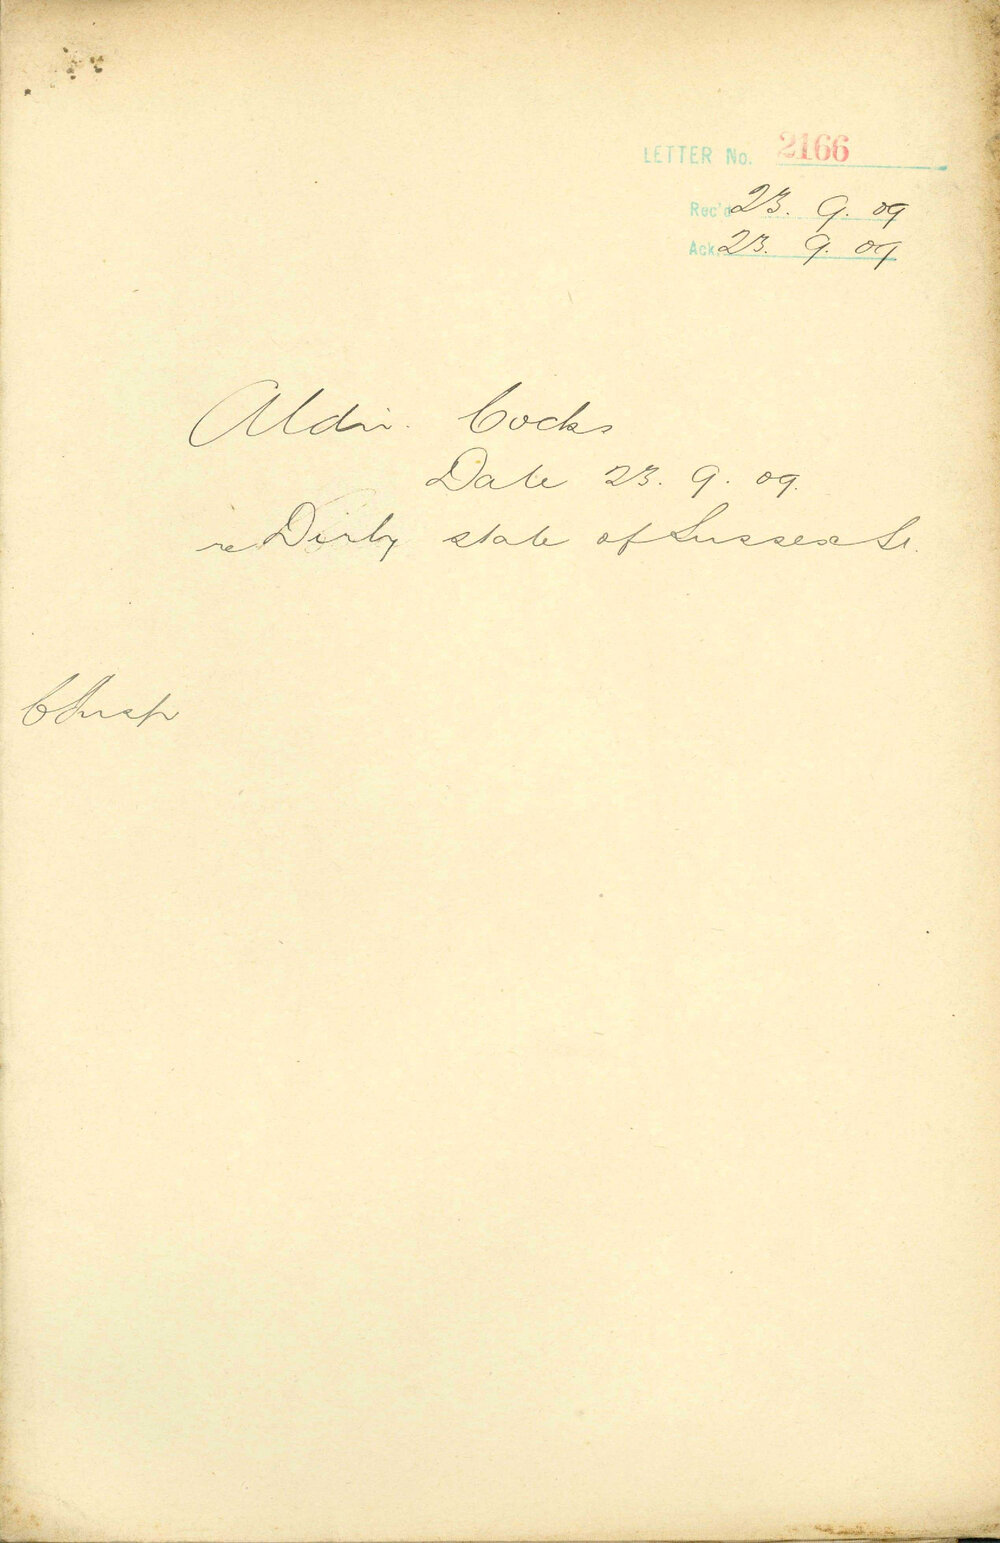 LETTER No. 2166
Rec'd 23. 9. 09
Ack. 23. 9. 09
Aldn. Cocks
Date 23. 9. 09.
re Dirty state of Sussex St.
C Insp